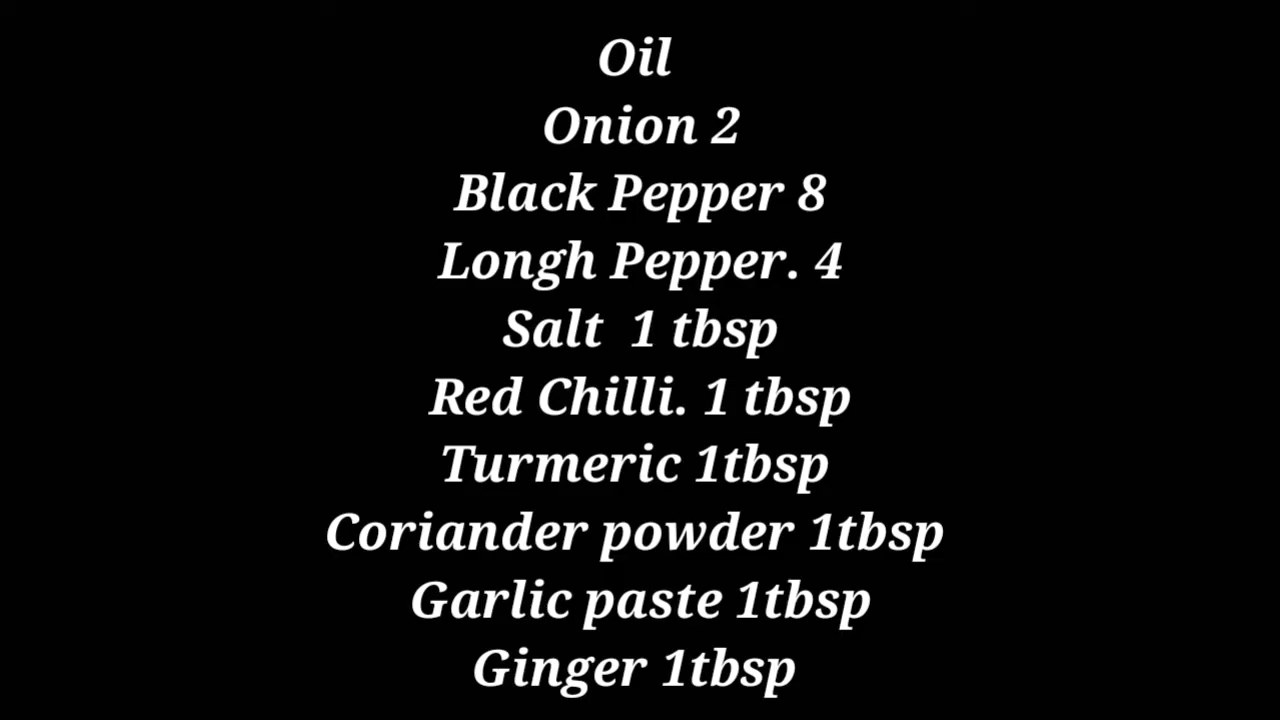 Oil
Onion 2
Black Pepper 8
Longh Pepper. 4
Salt  1 tbsp
Red Chilli. 1 tbsp
Turmeric 1tbsp
Coriander powder 1tbsp
Garlic paste 1tbsp
Ginger 1tbsp